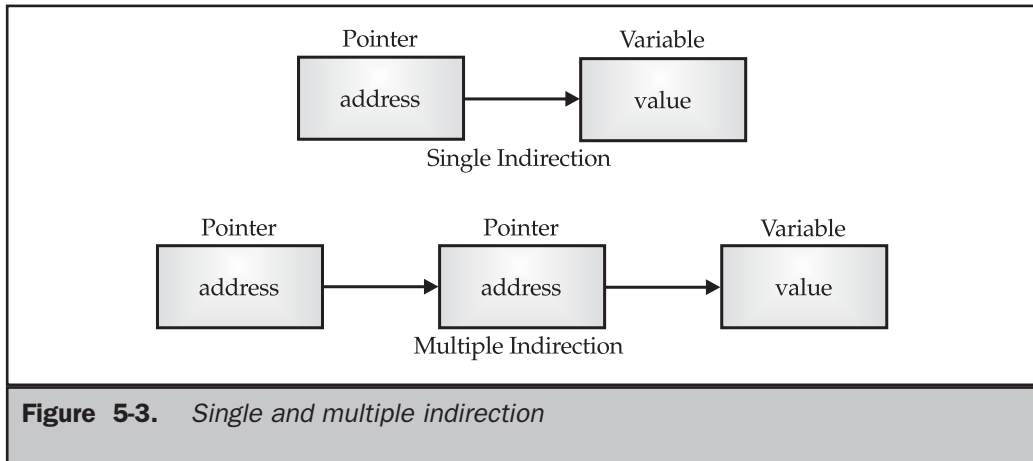 Pointer Variable
address value
Single Indirection
Pointer Pointer Variable
address address value
Multiple Indirection
Figure 5-3. Single and multiple indirection